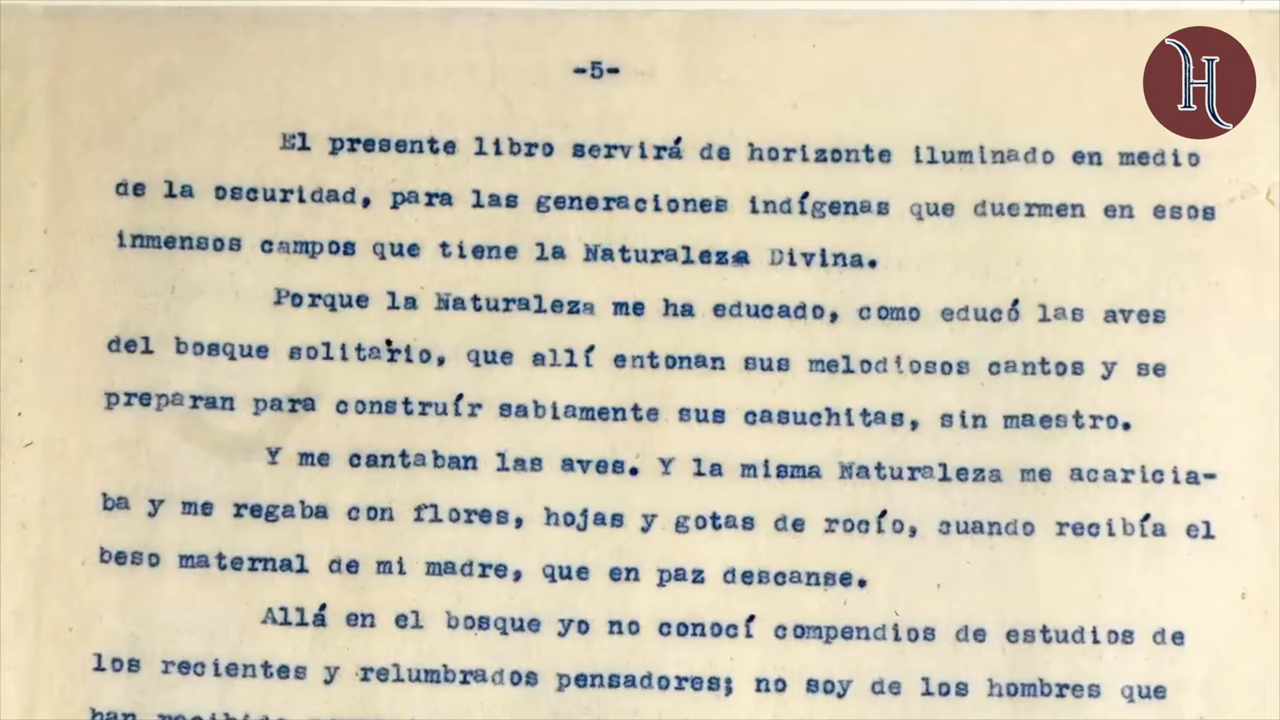 -5-
El presente libro servirá de horizonte iluminado en medio
de la oscuridad, para las generaciones indígenas que duermen en esos
inmensos campos que tiene la Naturaleza Divina.
Porque la Naturaleza me ha educado, como educó las aves
del bosque solitario, que allí entonan sus melodiosos cantos y se
preparan para construír sabiamente sus casuchitas, sin maestro.
Y me cantaban las aves. Y la misma Naturaleza me acaricia-
ba y me regaba con flores, hojas y gotas de rocío, cuando recibía el
beso maternal de mi madre, que en paz descanse.
Allá en el bosque yo no conocí compendios de estudios de
los recientes y relumbrados pensadores; no soy de los hombres que
han recibido
H